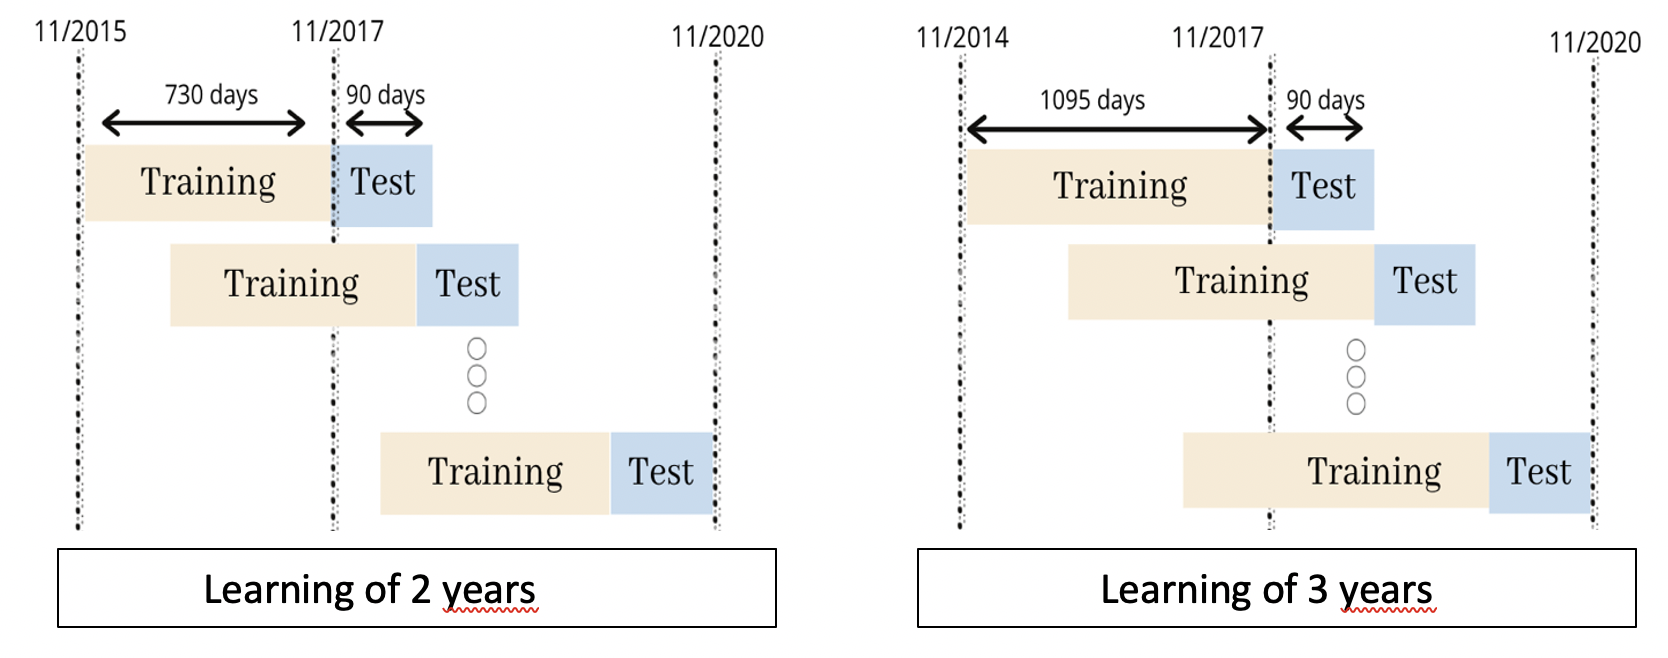 11/2015
11/2017
11/2020
730 days
90 days
Training
Test
Training
Test
Training
Test
Learning of 2 years
11/2014
11/2017
11/2020
1095 days
90 days
Training
Test
Training
Test
Training
Test
Learning of 3 years